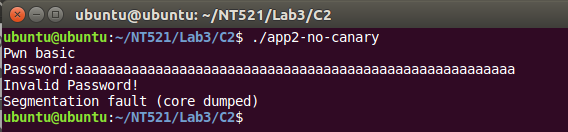 ubuntu@ubuntu: ~/NT521/Lab3/C2
ubuntu@ubuntu:~/NT521/Lab3/C2$ ./app2-no-canary
Pwn basic
Password:aaaaaaaaaaaaaaaaaaaaaaaaaaaaaaaaaaaaaaaaaaaaaaaaaaaaaaa
Invalid Password!
Segmentation fault (core dumped)
ubuntu@ubuntu:~/NT521/Lab3/C2$